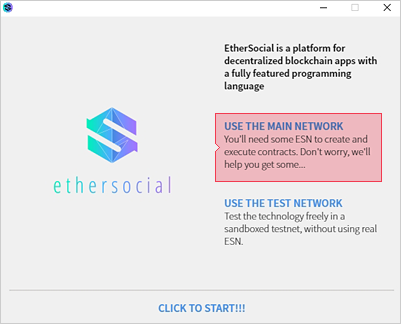 EtherSocial is a platform for
decentralized blockchain apps with
a fully featured programming
language
USE THE MAIN NETWORK
You'll need some ESN to create and
execute contracts. Don't worry, we'll
help you get some...
ethersocial
USE THE TEST NETWORK
Test the technology freely in a
sandboxed testnet, without using real
ESN.
CLICK TO START!!!